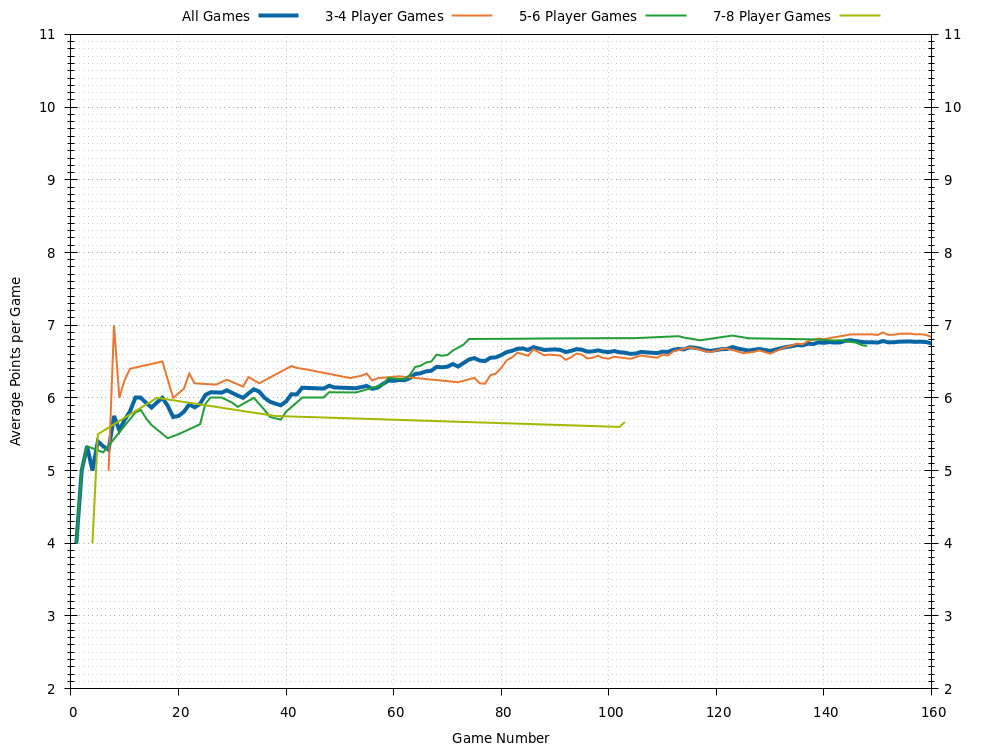 All Games 3-4 Player Games 5-6 Player Games 7-8 Player Games
11 11
10 10
9 9
8 8
7 7
6 6
5 5
4 4
3 3
2 2
Average Points per Game
0 20 40 60 80 100 120 140 160
Game Number